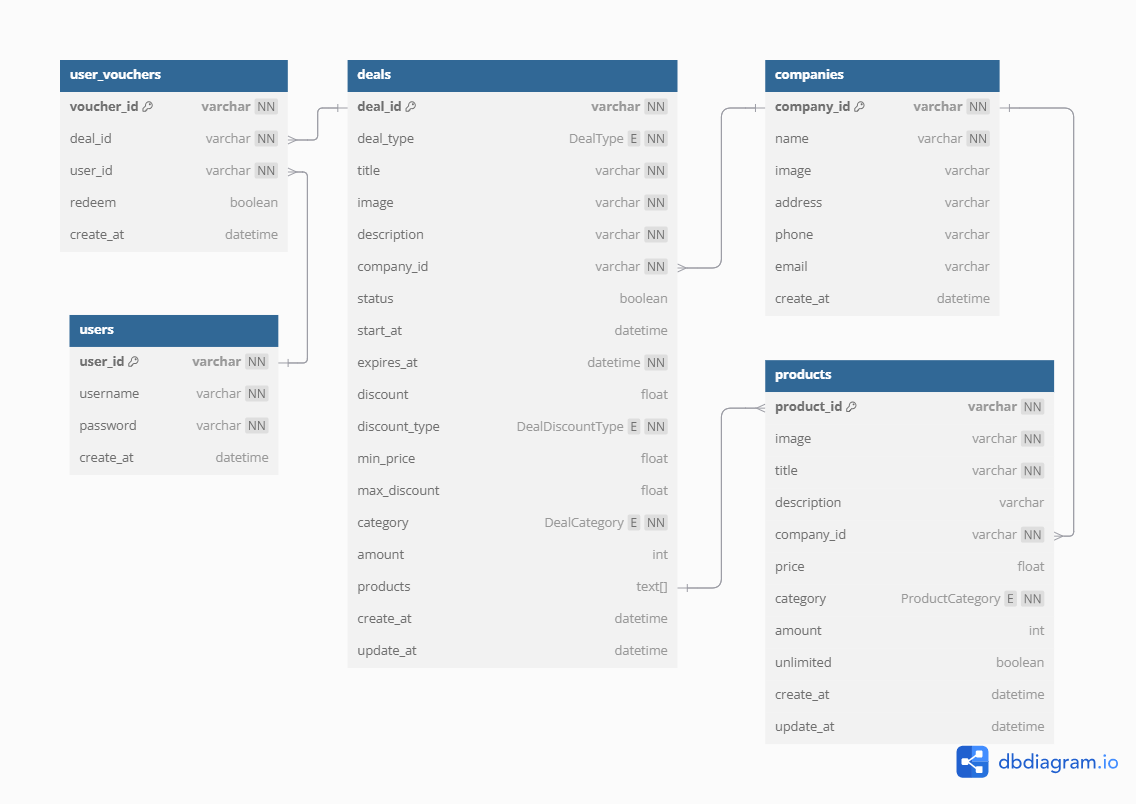 user_vouchers
voucher_id varchar NN
deal_id varchar NN
user_id varchar NN
redeem boolean
create_at datetime
users
user_id varchar NN
username varchar NN
password varchar NN
create_at datetime
deals
deal_id varchar NN
deal_type DealType E NN
title varchar NN
image varchar NN
description varchar NN
company_id varchar NN
status boolean
start_at datetime
expires_at datetime NN
discount float
discount_type DealDiscountType E NN
min_price float
max_discount float
category DealCategory E NN
amount int
products text[]
create_at datetime
update_at datetime
companies
company_id varchar NN
name varchar NN
image varchar
address varchar
phone varchar
email varchar
create_at datetime
products
product_id varchar NN
image varchar NN
title varchar NN
description varchar
company_id varchar NN
price float
category ProductCategory E NN
amount int
unlimited boolean
create_at datetime
update_at datetime
dbdiagram.io